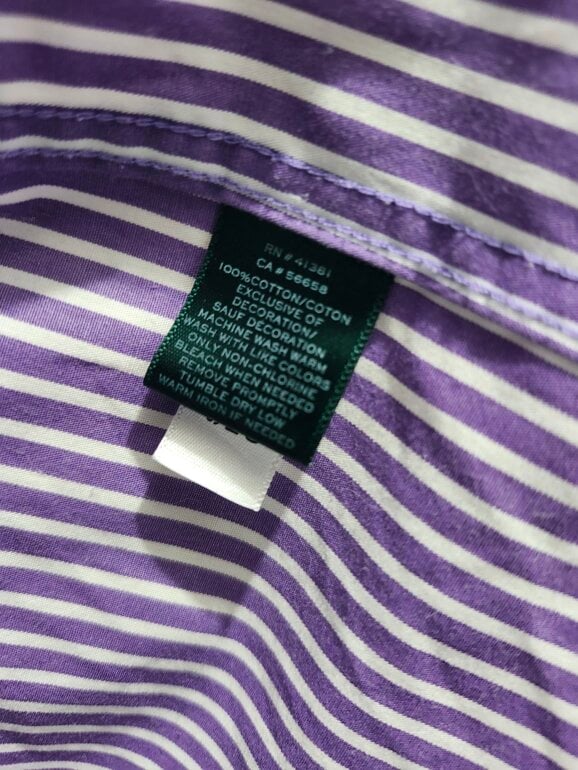 RN # 41381
CA # 56658
100% COTTON/COTON
EXCLUSIVE OF
DECORATION/
SAUF DECORATION
MACHINE WASH WARM
WASH WITH LIKE COLORS
ONLY NON-CHLORINE
BLEACH WHEN NEEDED
REMOVE PROMPTLY
TUMBLE DRY LOW
WARM IRON IF NEEDED